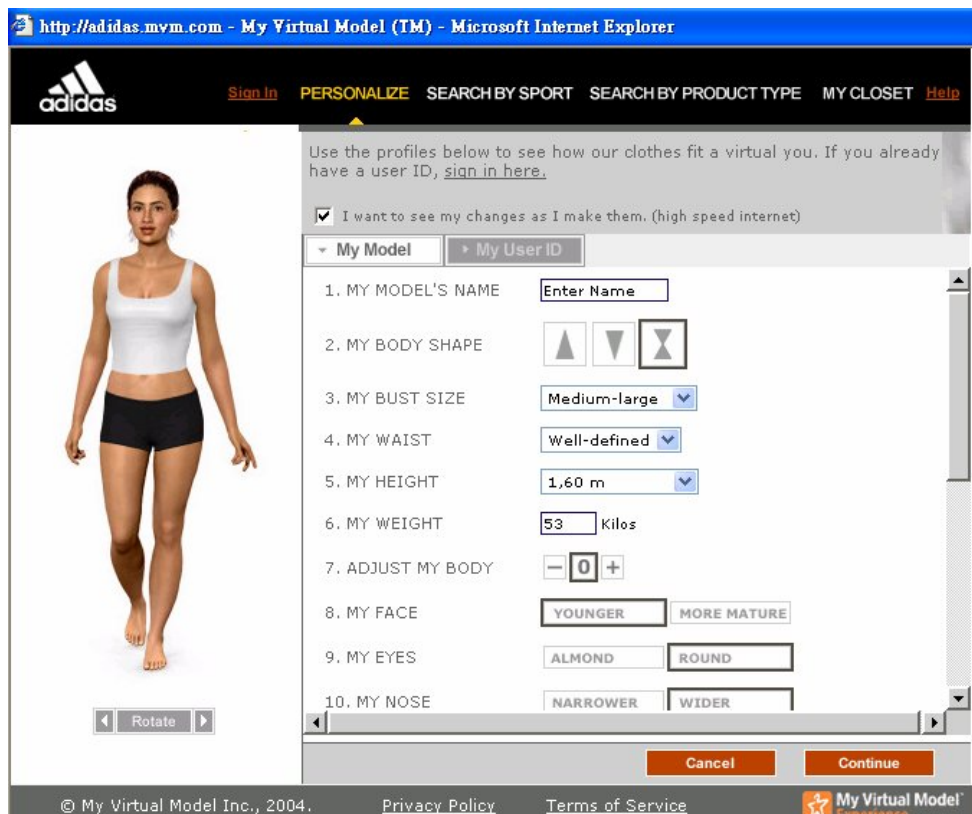 http://adidas.mvm.com - My Virtual Model (TM) - Microsoft Internet Explorer
adidas
Sign In PERSONALIZE SEARCH BY SPORT SEARCH BY PRODUCT TYPE MY CLOSET Help
Use the profiles below to see how our clothes fit a virtual you. If you already
have a user ID, sign in here.
I want to see my changes as I make them. (high speed internet)
My Model My User ID
1. MY MODEL'S NAME Enter Name
2. MY BODY SHAPE
3. MY BUST SIZE Medium-large
4. MY WAIST Well-defined
5. MY HEIGHT 1,60 m
6. MY WEIGHT 53 Kilos
7. ADJUST MY BODY − 0 +
8. MY FACE YOUNGER MORE MATURE
9. MY EYES ALMOND ROUND
10. MY NOSE NARROWER WIDER
Rotate
Cancel Continue
© My Virtual Model Inc., 2004. Privacy Policy Terms of Service
My Virtual Model
Experience